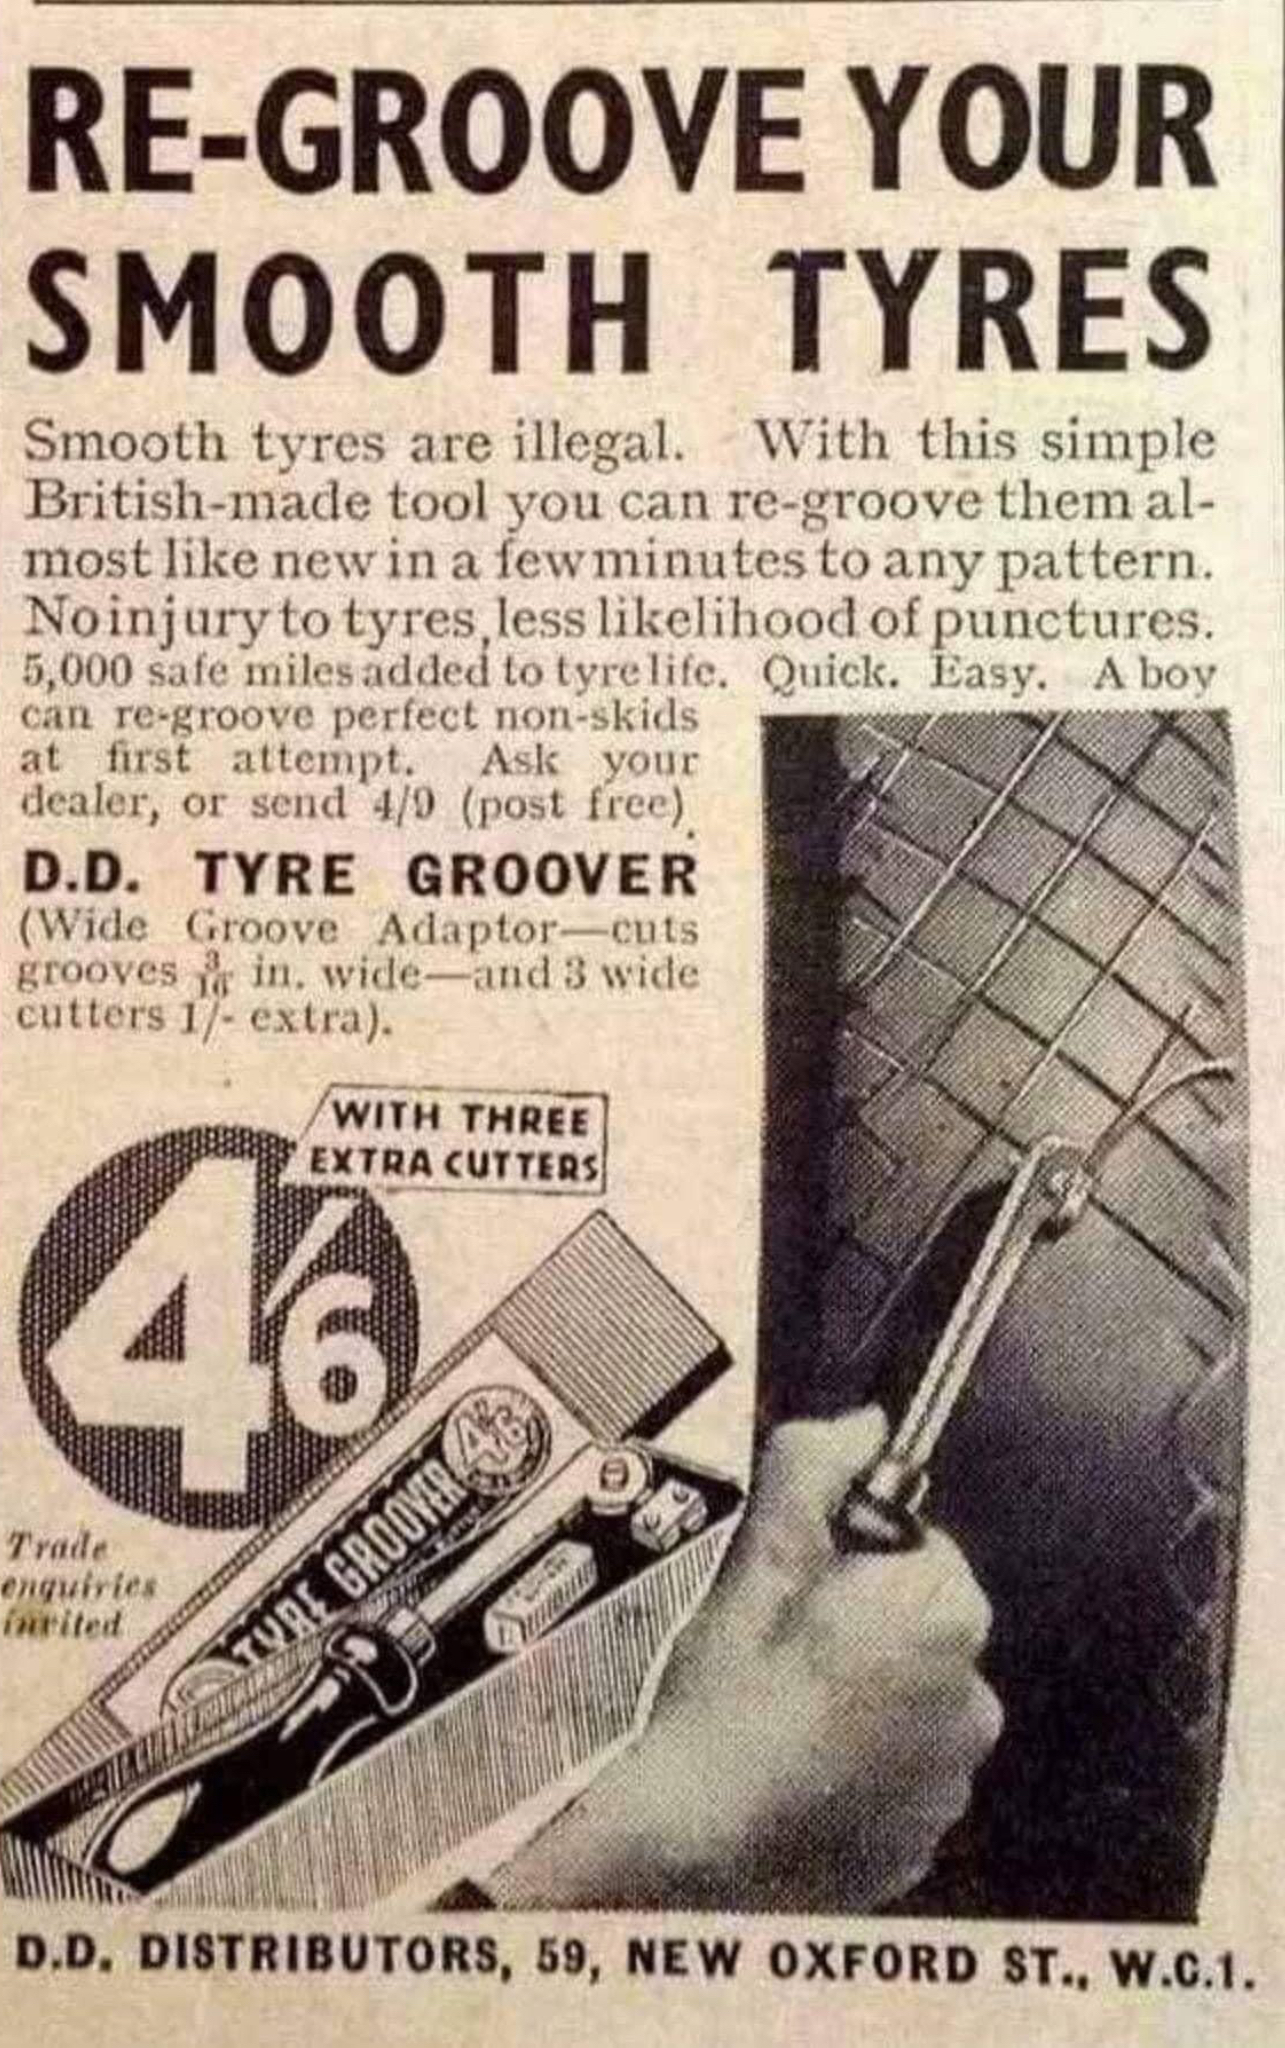 RE-GROOVE YOUR
SMOOTH TYRES
Smooth tyres are illegal. With this simple
British-made tool you can re-groove them al-
most like new in a few minutes to any pattern.
No injury to tyres, less likelihood of punctures.
5,000 safe miles added to tyre life. Quick. Easy. A boy
can re-groove perfect non-skids
at first attempt. Ask your
dealer, or send 4/9 (post free).
D.D. TYRE GROOVER
(Wide Groove Adaptor—cuts
grooves 3/16 in. wide—and 3 wide
cutters 1/- extra).
WITH THREE
EXTRA CUTTERS
4/6
4/6
TYRE GROOVER
Trade
enquiries
invited
D.D. DISTRIBUTORS, 59, NEW OXFORD ST., W.C.1.